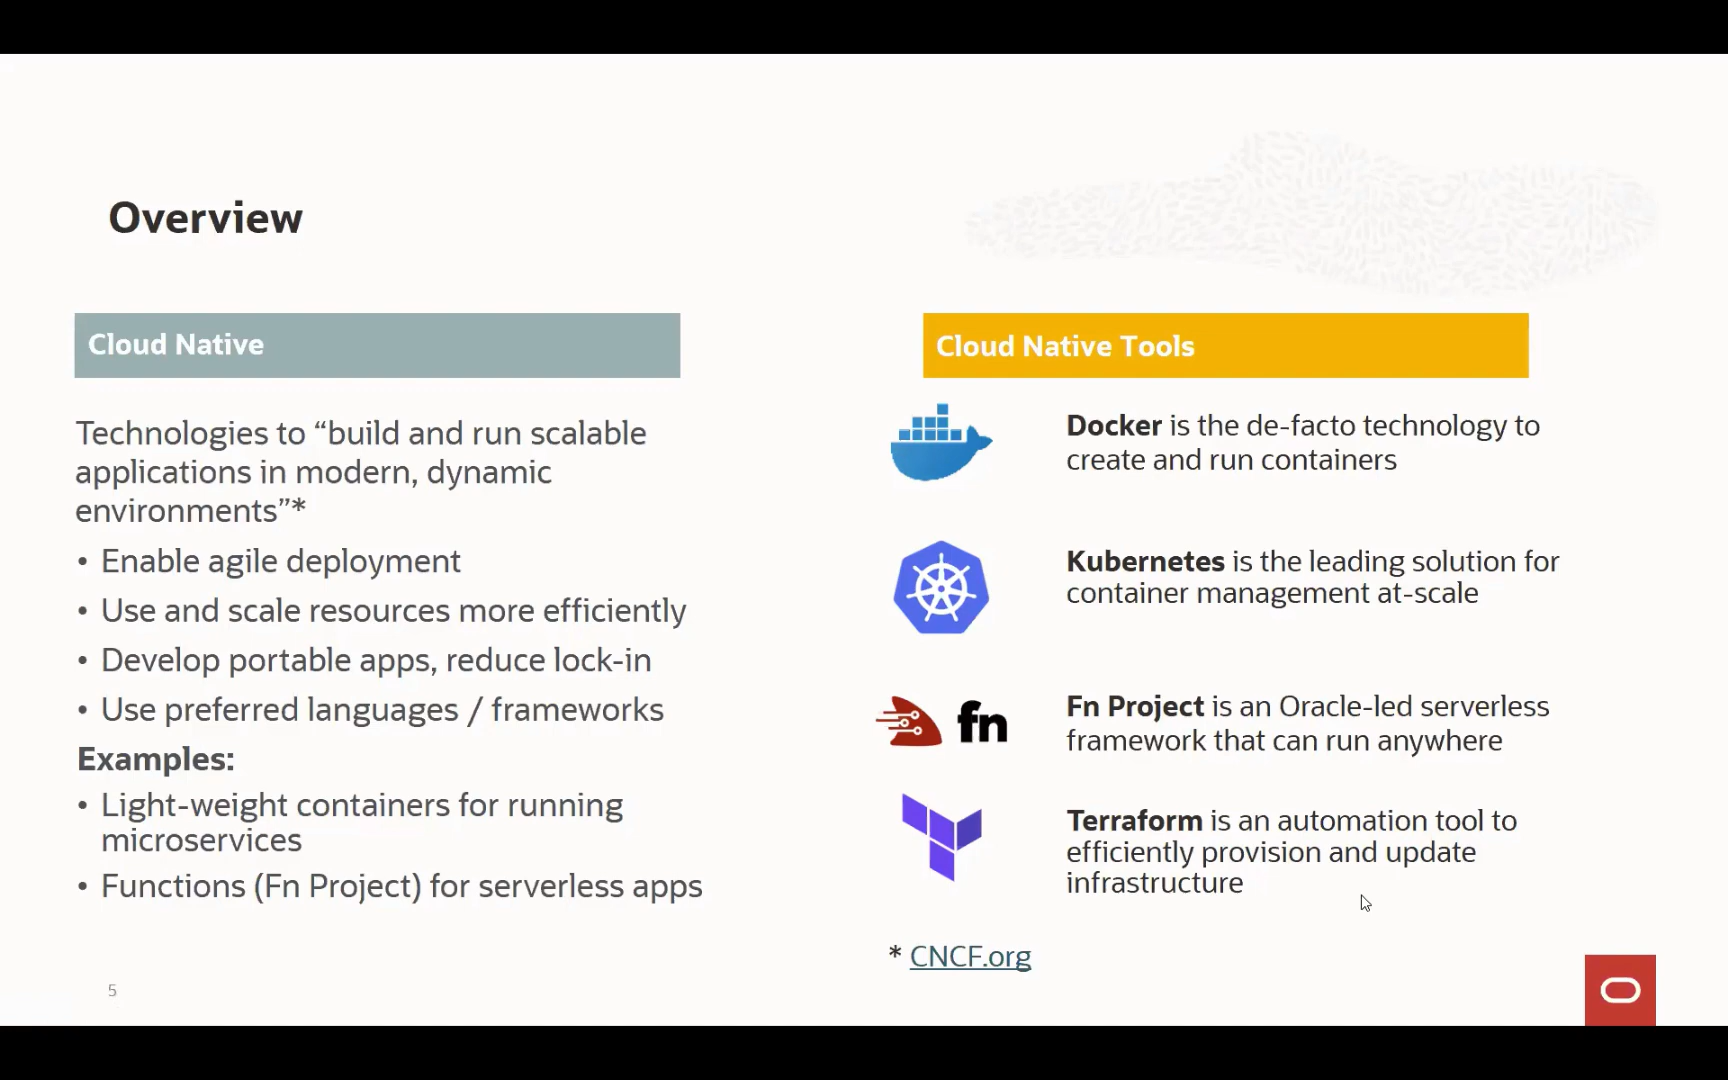 Overview
Cloud Native
Technologies to “build and run scalable
applications in modern, dynamic
environments”*
• Enable agile deployment
• Use and scale resources more efficiently
• Develop portable apps, reduce lock-in
• Use preferred languages / frameworks
Examples:
• Light-weight containers for running
microservices
• Functions (Fn Project) for serverless apps
Cloud Native Tools
Docker is the de-facto technology to
create and run containers
Kubernetes is the leading solution for
container management at-scale
fn
Fn Project is an Oracle-led serverless
framework that can run anywhere
Terraform is an automation tool to
efficiently provision and update
infrastructure
* CNCF.org
5